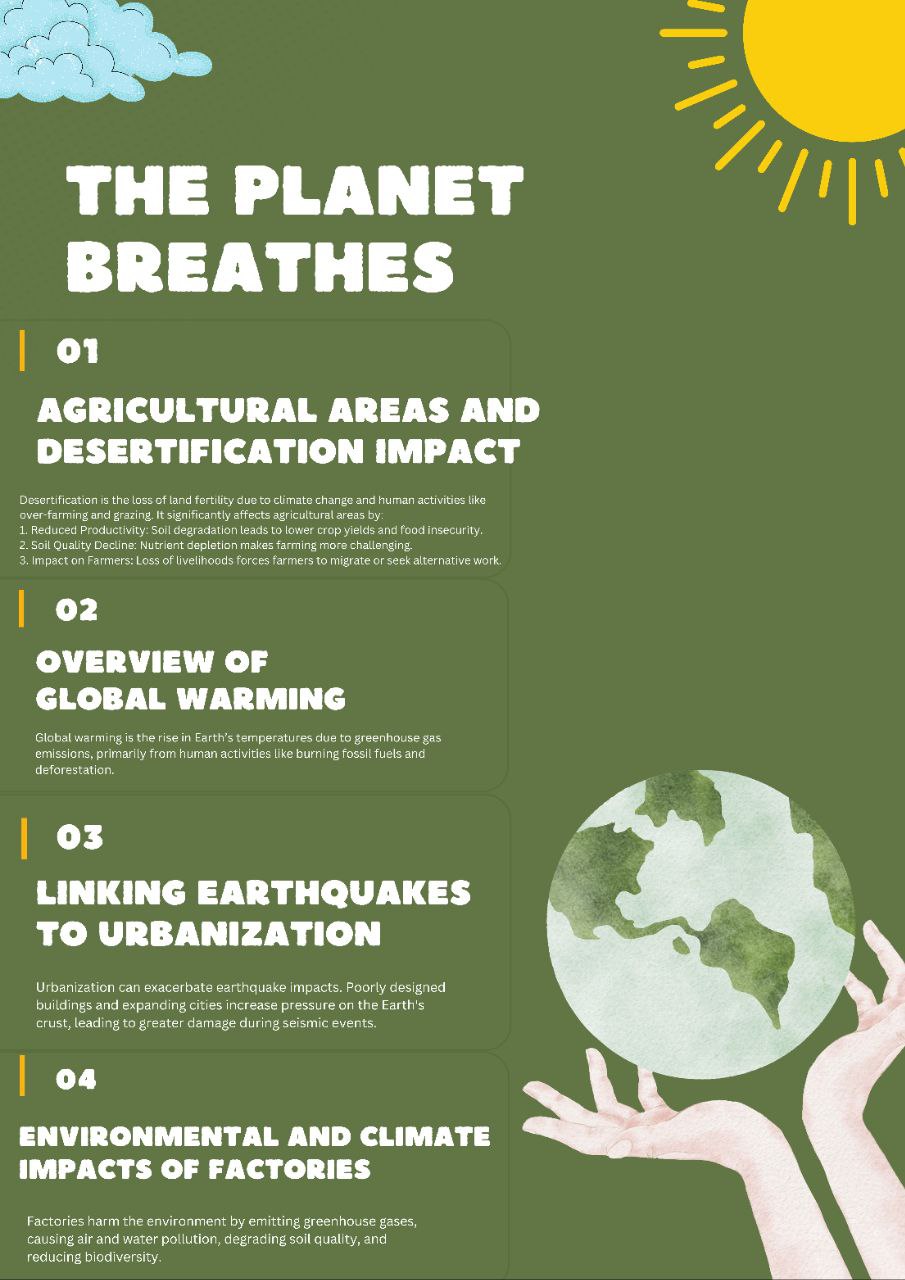 THE PLANET
BREATHES
01
AGRICULTURAL AREAS AND
DESERTIFICATION IMPACT
Desertification is the loss of land fertility due to climate change and human activities like
over-farming and grazing. It significantly affects agricultural areas by:
1. Reduced Productivity: Soil degradation leads to lower crop yields and food insecurity.
2. Soil Quality Decline: Nutrient depletion makes farming more challenging.
3. Impact on Farmers: Loss of livelihoods forces farmers to migrate or seek alternative work.
02
OVERVIEW OF
GLOBAL WARMING
Global warming is the rise in Earth's temperatures due to greenhouse gas
emissions, primarily from human activities like burning fossil fuels and
deforestation.
03
LINKING EARTHQUAKES
TO URBANIZATION
Urbanization can exacerbate earthquake impacts. Poorly designed
buildings and expanding cities increase pressure on the Earth's
crust, leading to greater damage during seismic events.
04
ENVIRONMENTAL AND CLIMATE
IMPACTS OF FACTORIES
Factories harm the environment by emitting greenhouse gases,
causing air and water pollution, degrading soil quality, and
reducing biodiversity.